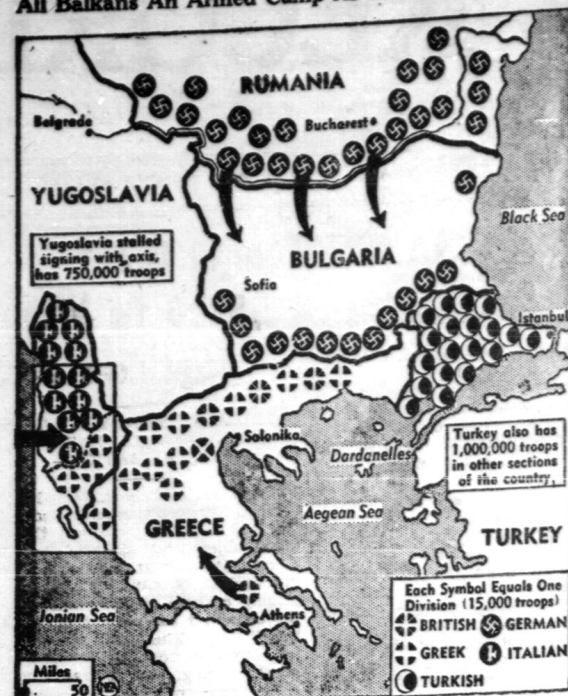 All Balkans An Armed Camp
RUMANIA
Belgrade
Bucharest
YUGOSLAVIA
Black Sea
Yugoslavia stalled
signing with axis,
has 750,000 troops
BULGARIA
Sofia
Istanbul
Solonika
Dardanelles
Turkey also has
1,000,000 troops
in other sections
of the country.
Aegean Sea
GREECE
TURKEY
Ionian Sea
Athens
Each Symbol Equals One
Division (15,000 troops)
BRITISH GERMAN
GREEK ITALIAN
TURKISH
Miles
50